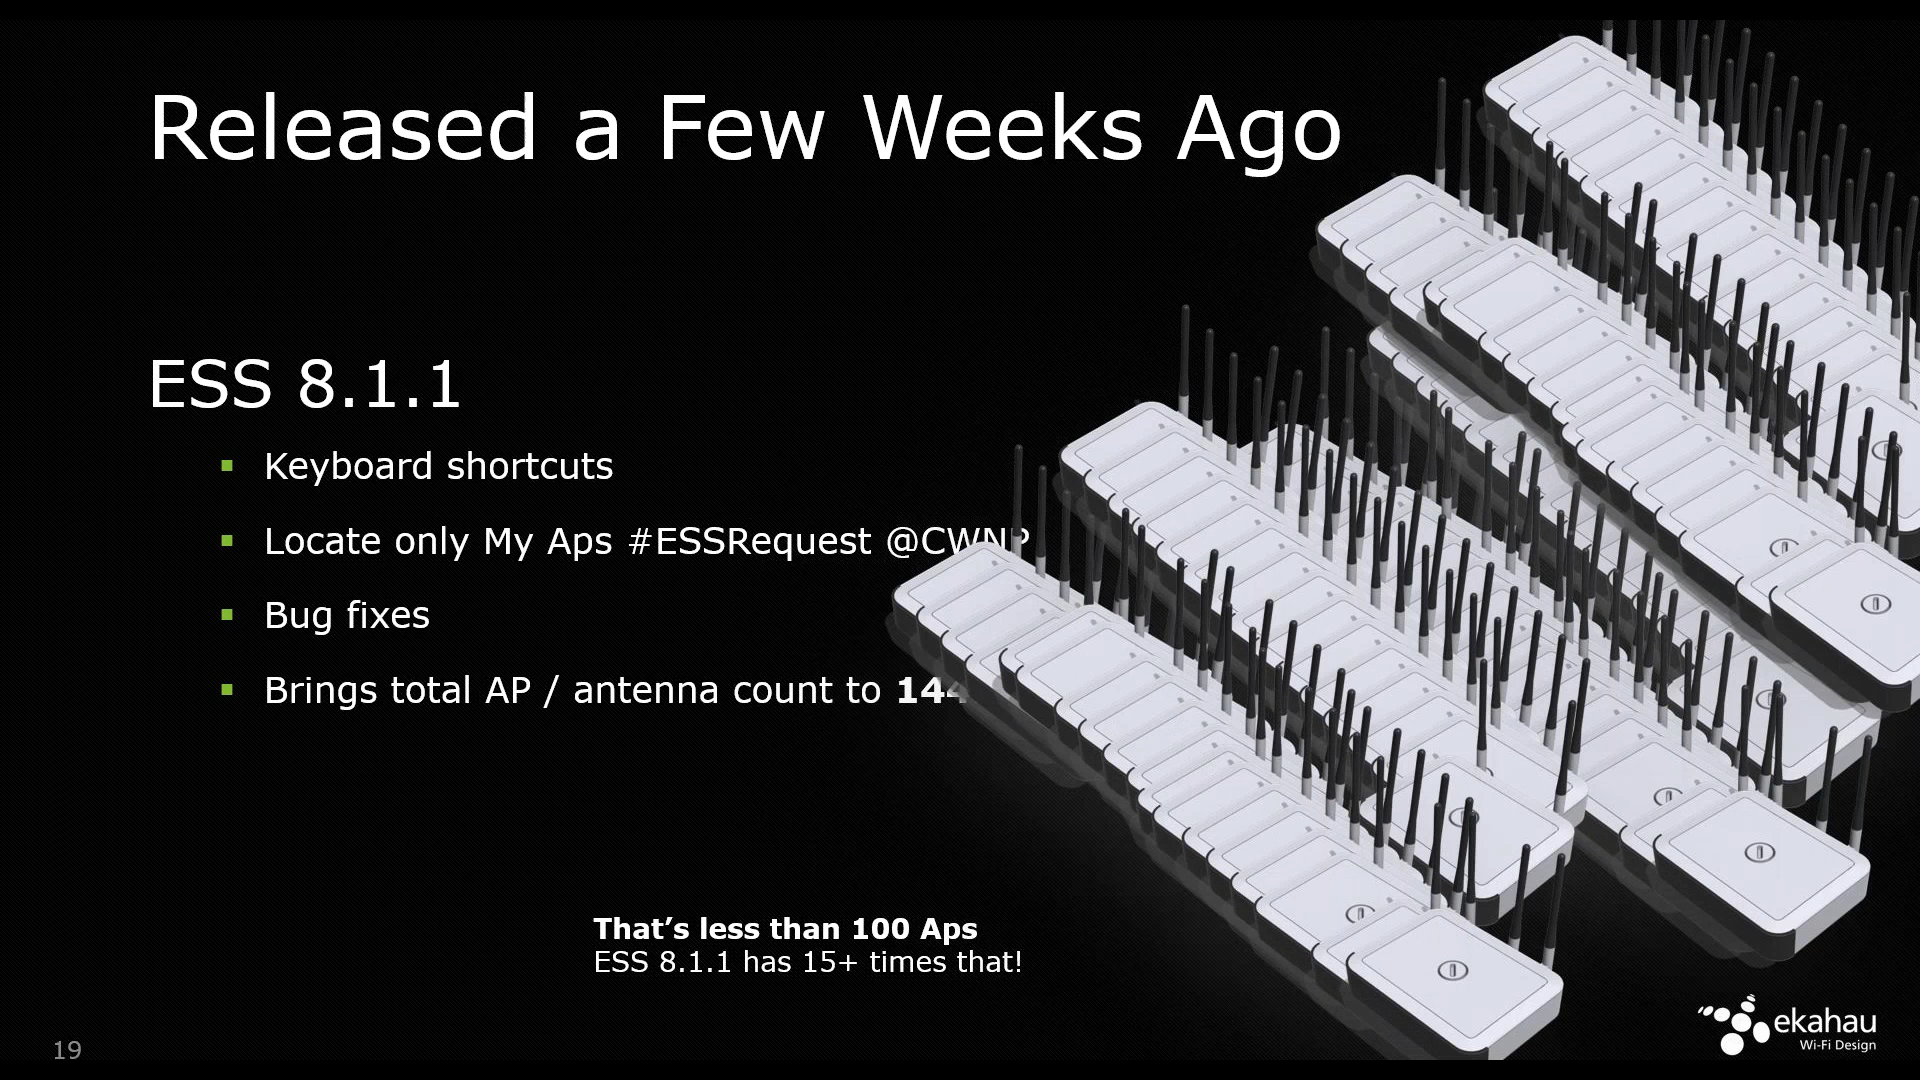 Released a Few Weeks Ago
ESS 8.1.1
Keyboard shortcuts
Locate only My Aps #ESSRequest @CWNP
Bug fixes
Brings total AP / antenna count to
That’s less than 100 Aps
ESS 8.1.1 has 15+ times that!
19
ekahau
Wi-Fi Design